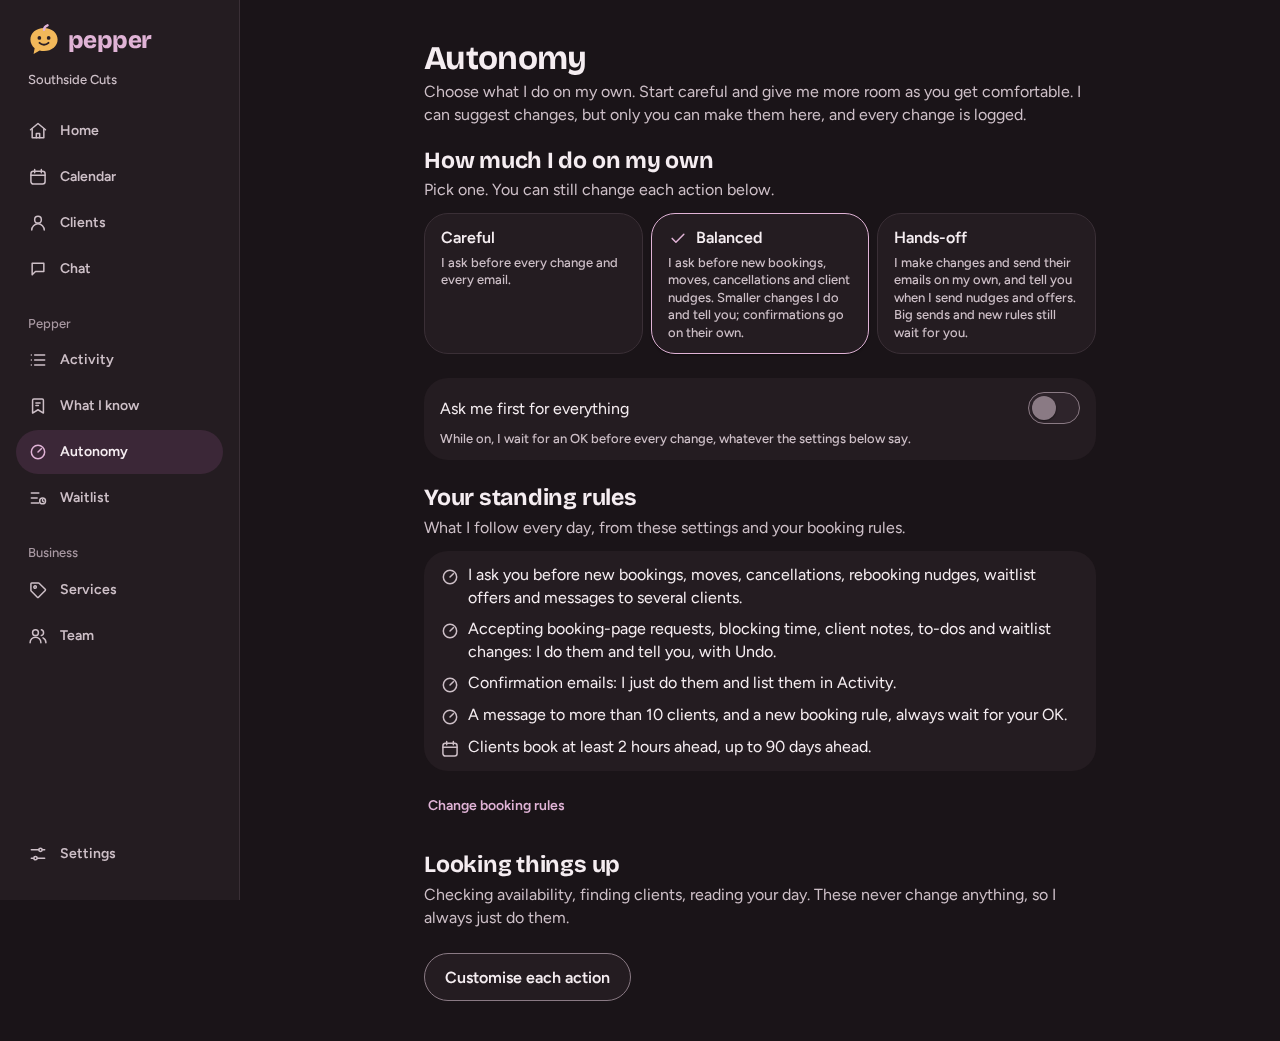 pepper
Southside Cuts
Home
Calendar
Clients
Chat
Pepper
Activity
What I know
Autonomy
Waitlist
Business
Services
Team
Settings
Autonomy
Choose what I do on my own. Start careful and give me more room as you get comfortable. I
can suggest changes, but only you can make them here, and every change is logged.
How much I do on my own
Pick one. You can still change each action below.
Careful
I ask before every change and
every email.
Balanced
I ask before new bookings,
moves, cancellations and client
nudges. Smaller changes I do
and tell you; confirmations go
on their own.
Hands-off
I make changes and send their
emails on my own, and tell you
when I send nudges and offers.
Big sends and new rules still
wait for you.
Ask me first for everything
While on, I wait for an OK before every change, whatever the settings below say.
Your standing rules
What I follow every day, from these settings and your booking rules.
I ask you before new bookings, moves, cancellations, rebooking nudges, waitlist
offers and messages to several clients.
Accepting booking-page requests, blocking time, client notes, to-dos and waitlist
changes: I do them and tell you, with Undo.
Confirmation emails: I just do them and list them in Activity.
A message to more than 10 clients, and a new booking rule, always wait for your OK.
Clients book at least 2 hours ahead, up to 90 days ahead.
Change booking rules
Looking things up
Checking availability, finding clients, reading your day. These never change anything, so I
always just do them.
Customise each action